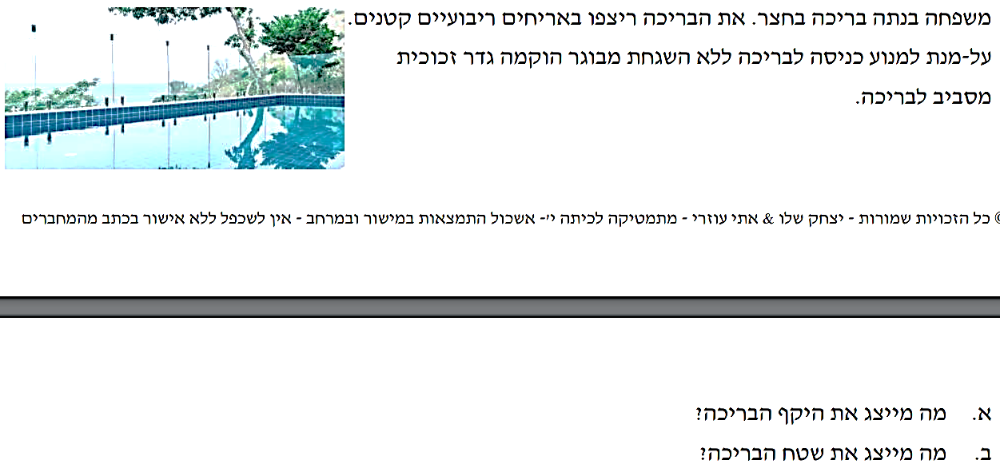 משפחה בנתה בריכה בחצר. את הבריכה ריצפו באריחים ריבועיים קטנים.
על-מנת למנוע כניסה לבריכה ללא השגחת מבוגר הוקמה גדר זכוכית
מסביב לבריכה.
© כל הזכויות שמורות - יצחק שלו & אתי עוזרי - מתמטיקה לכיתה י'- אשכול התמצאות במישור ובמרחב - אין לשכפל ללא אישור בכתב מהמחברים
א. מה מייצג את היקף הבריכה?
ב. מה מייצג את שטח הבריכה?